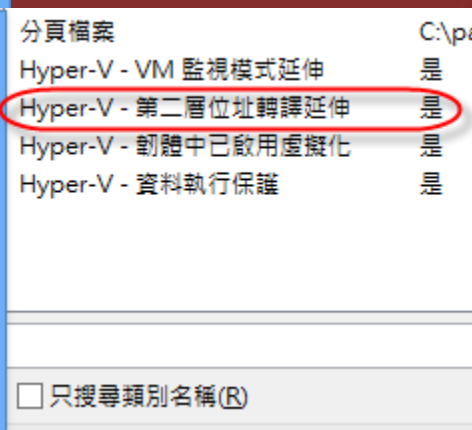 分頁檔案 C:\pa
Hyper-V - VM 監視模式延伸 是
Hyper-V - 第二層位址轉譯延伸 是
Hyper-V - 韌體中已啟用虛擬化 是
Hyper-V - 資料執行保護 是
只搜尋類別名稱(R)